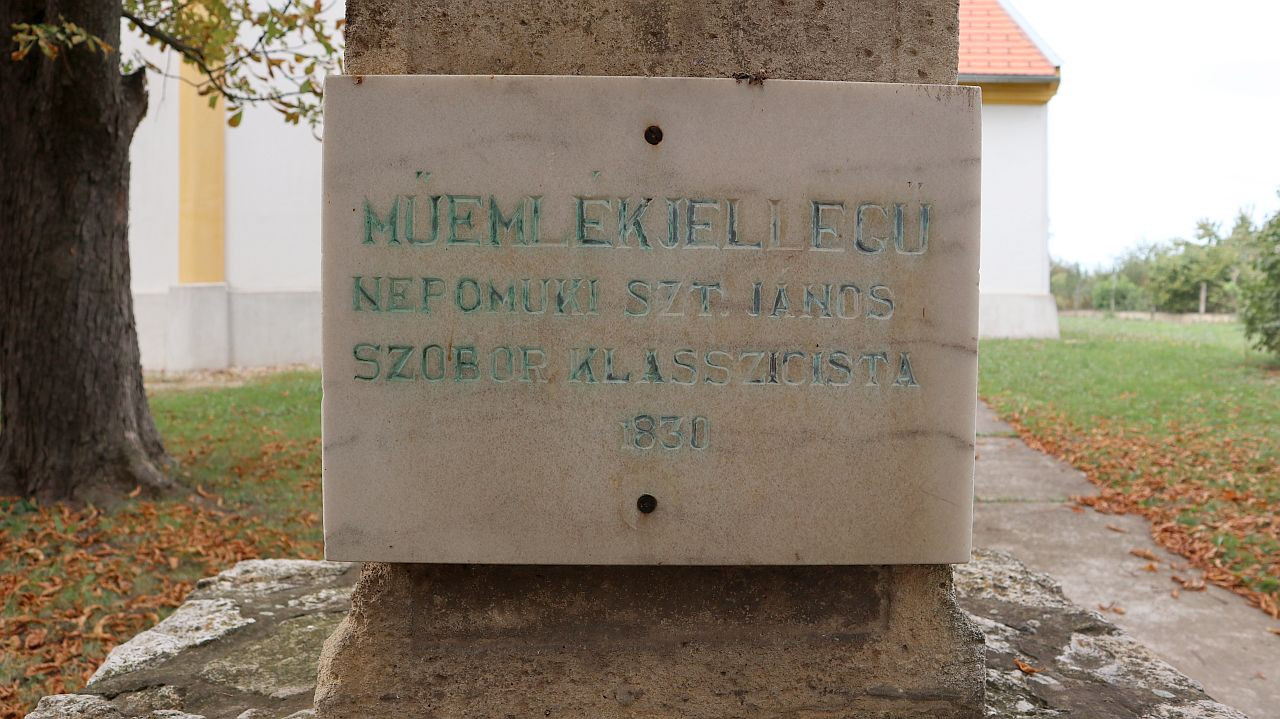 MŰEMLÉKJELLEGŰ
NEPOMUKI SZT. JÁNOS
SZOBOR KLASSZICISTA
1830